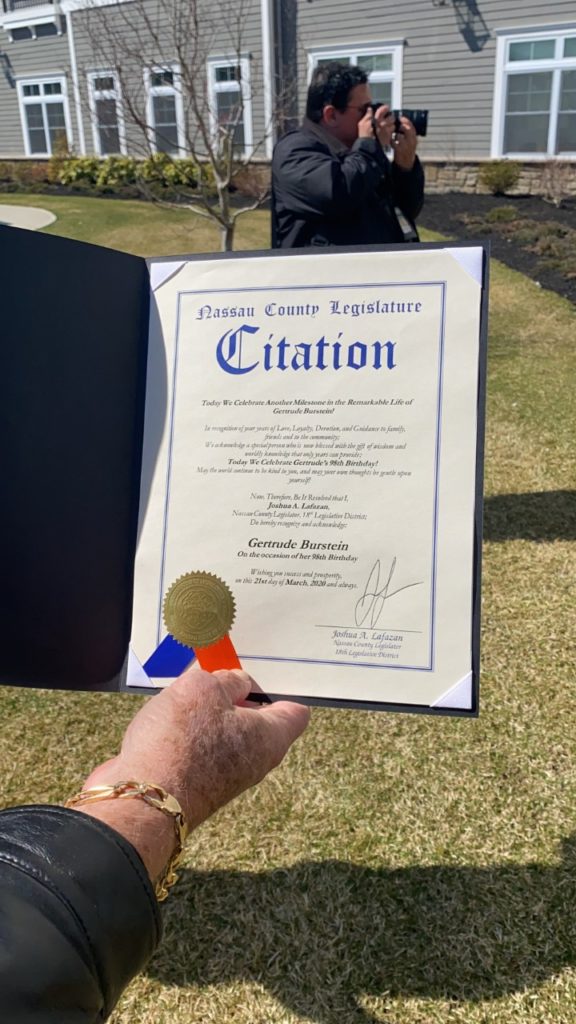 Nassau County Legislature
Citation
Today We Celebrate Another Milestone in the Remarkable Life of
Gertrude Burstein!
In recognition of your years of Love, Loyalty, Devotion, and Guidance to family,
friends and to the community;
We acknowledge a special person who is now blessed with the gift of wisdom and
worldly knowledge that only years can provide;
Today We Celebrate Gertrude's 98th Birthday!
May the world continue to be kind to you, and may your own thoughts be gentle upon
yourself!
Now, Therefore, Be It Resolved that I,
Joshua A. Lafazan,
Nassau County Legislator, 18th Legislative District;
Do hereby recognize and acknowledge:
Gertrude Burstein
On the occasion of her 98th Birthday
Wishing you success and prosperity,
on this 21st day of March, 2020 and always.
Joshua A. Lafazan
Nassau County Legislator
18th Legislative District